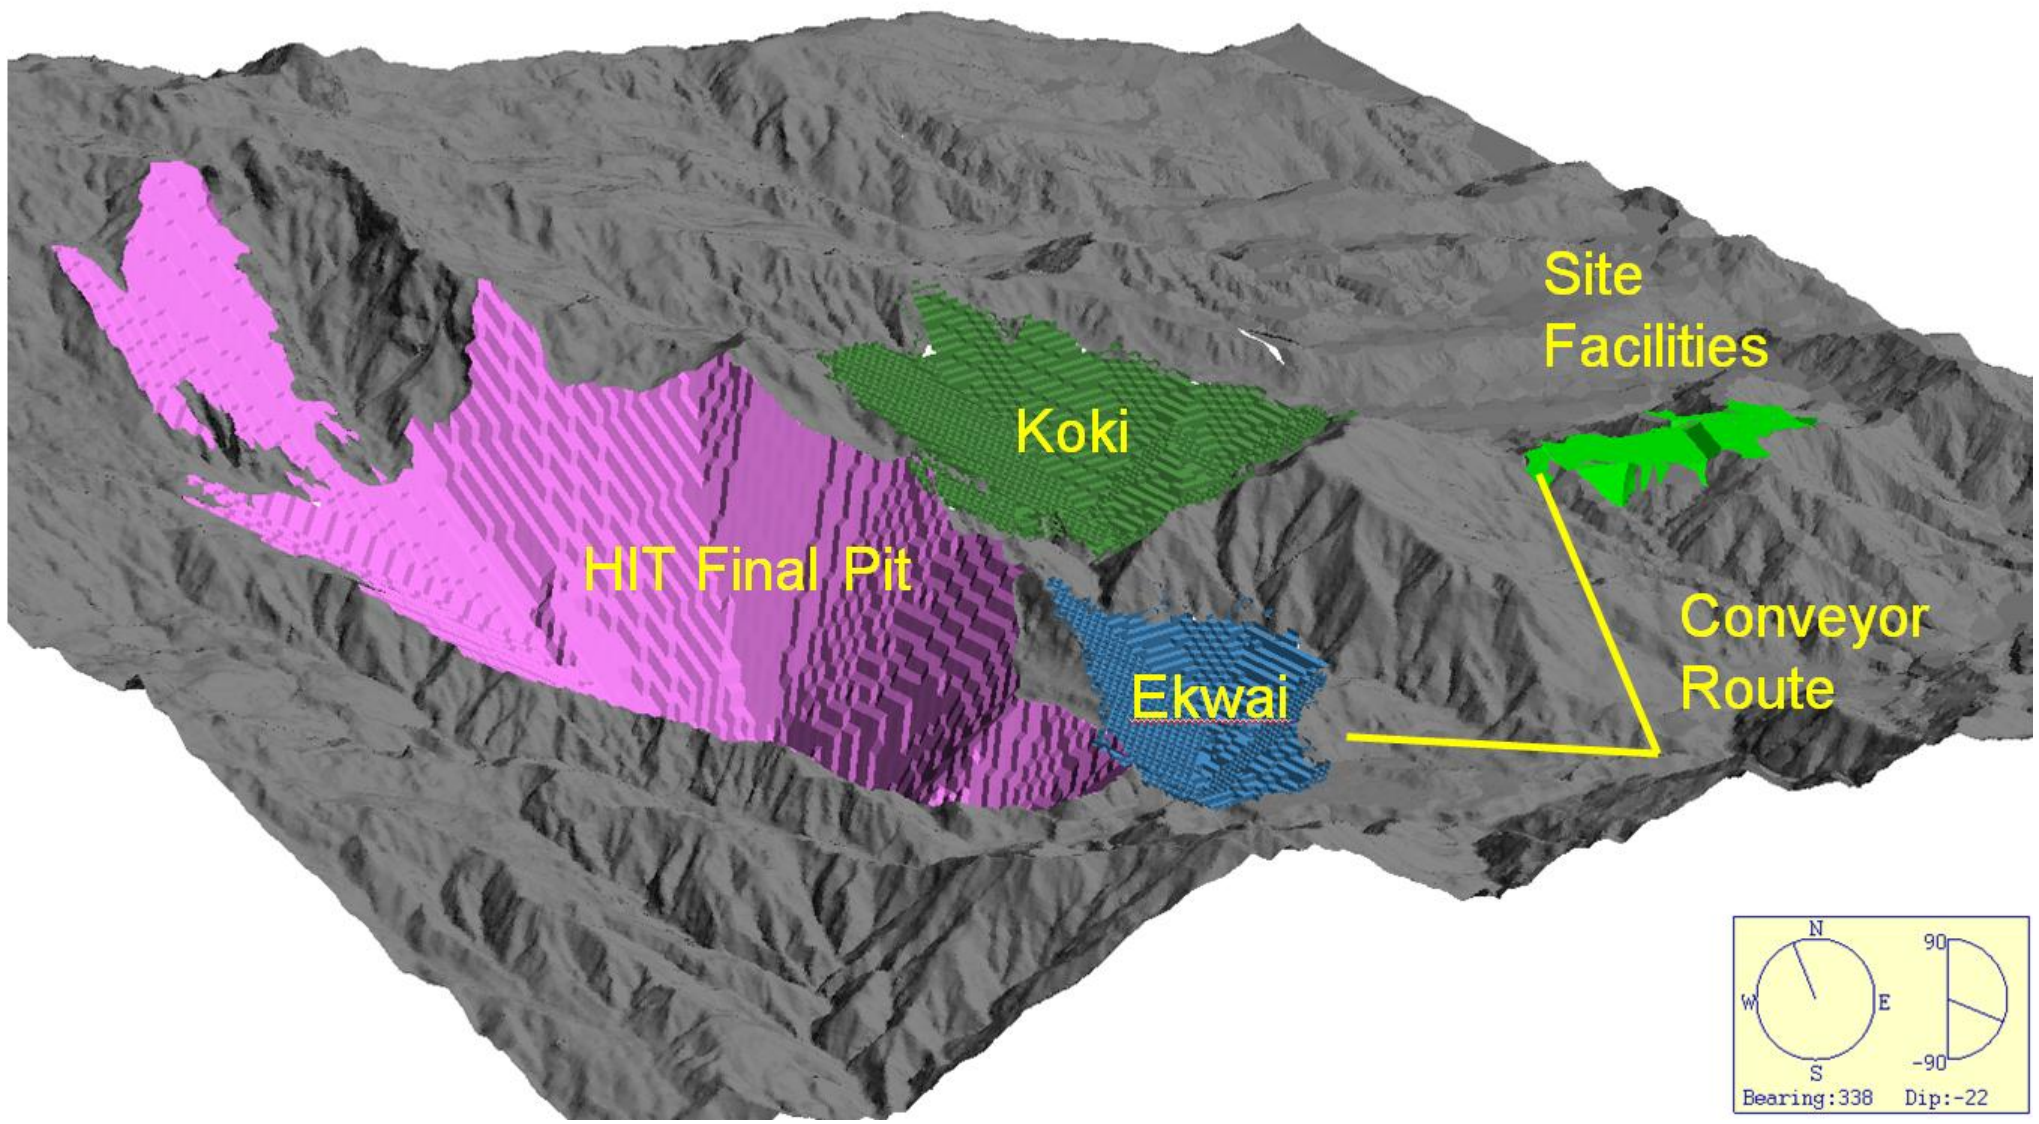 Site
Facilities
Koki
HIT Final Pit
Conveyor
Route
Ekwai
N
90
W
E
-90
S
Bearing:338 Dip:-22